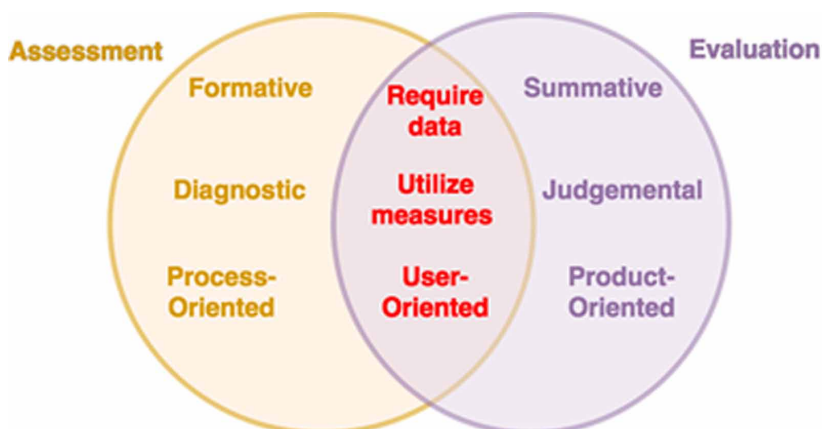 Assessment
Evaluation
Formative
Diagnostic
Process-
Oriented
Require
data
Utilize
measures
User-
Oriented
Summative
Judgemental
Product-
Oriented